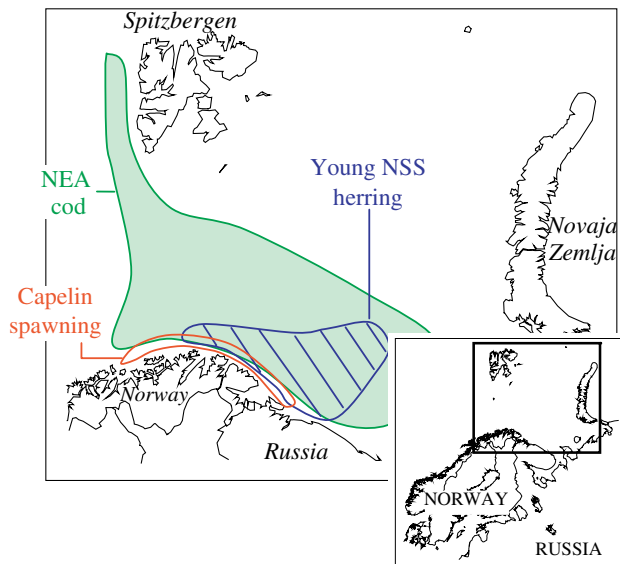 Spitzbergen
NEA
cod
Young NSS
herring
Novaja
Zemlja
Capelin
spawning
Norway
Russia
NORWAY
RUSSIA